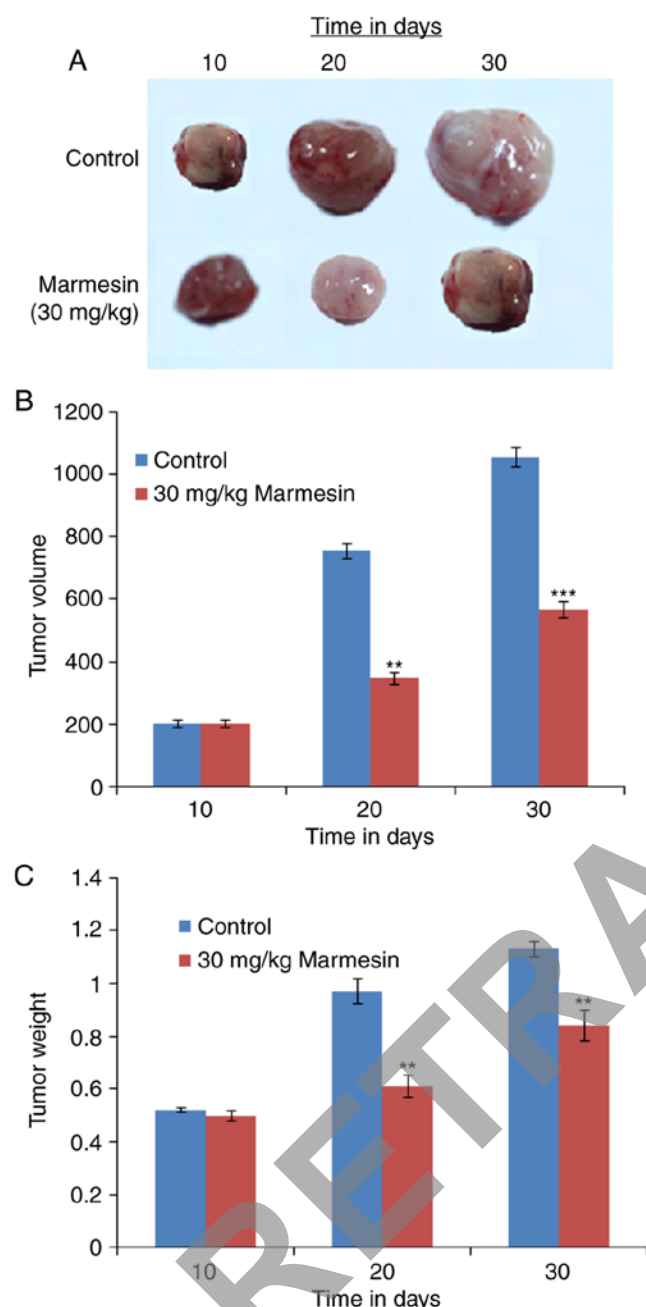 Time in days
A
10 20 30
Control
Marmesin
(30 mg/kg)
B
1200
1000
800
600
400
200
0
Control
30 mg/kg Marmesin
**
***
Tumor volume
10 20 30
Time in days
C
1.4
1.2
1
0.8
0.6
0.4
0.2
0
Control
30 mg/kg Marmesin
**
**
Tumor weight
10 20 30
Time in days
RETRA